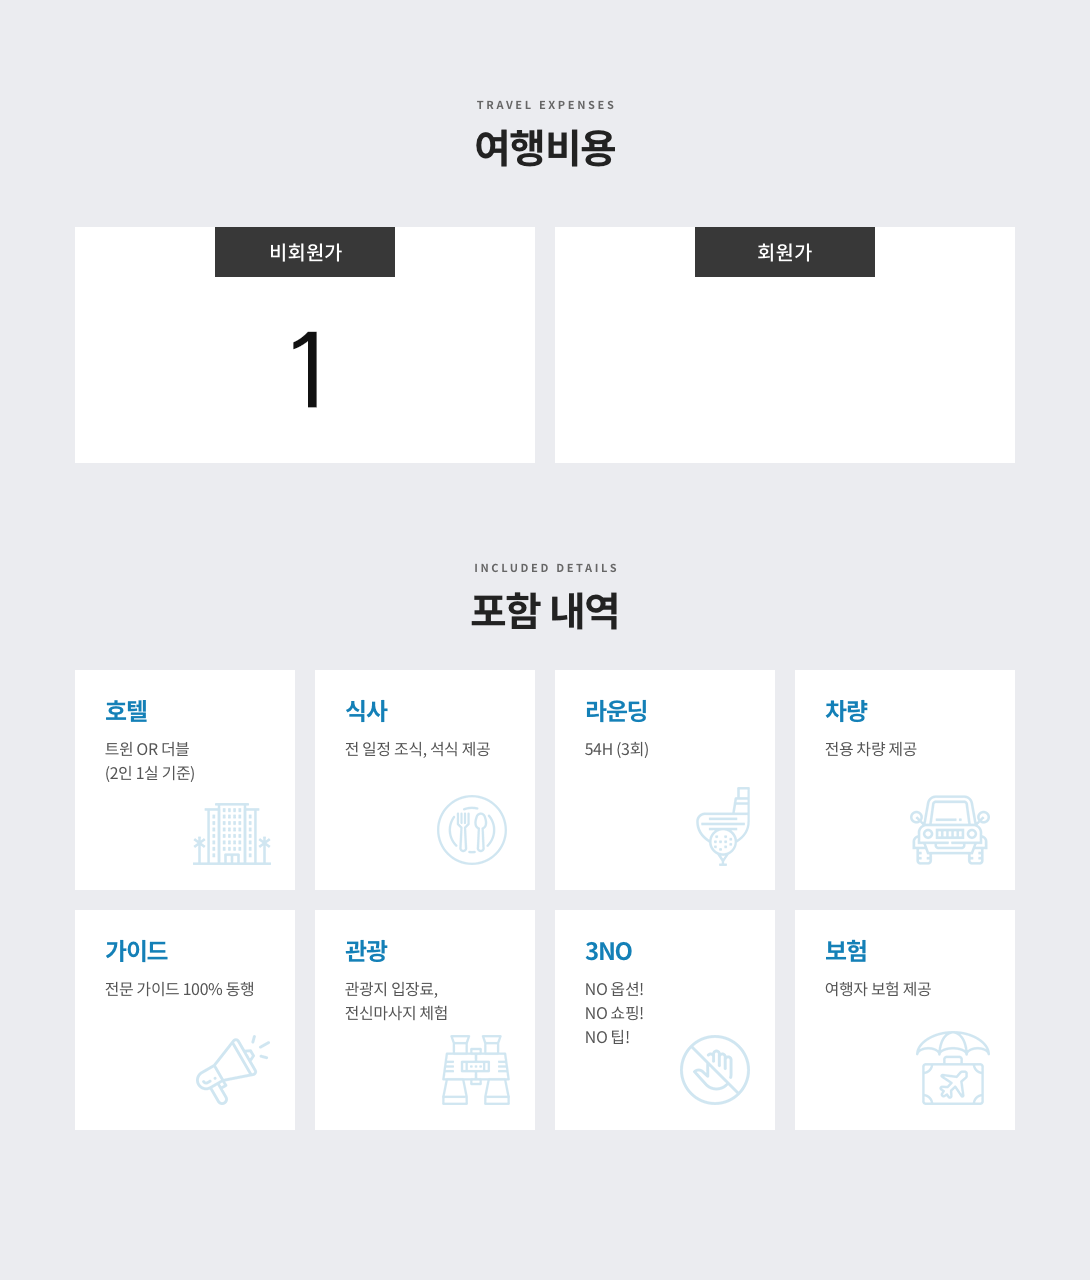 TRAVEL EXPENSES
여행비용
비회원가
회원가
1
INCLUDED DETAILS
포함 내역
호텔
트윈 OR 더블
(2인 1실 기준)
식사
전 일정 조식, 석식 제공
라운딩
54H (3회)
차량
전용 차량 제공
가이드
전문 가이드 100% 동행
관광
관광지 입장료,
전신마사지 체험
3NO
NO 옵션!
NO 쇼핑!
NO 팁!
보험
여행자 보험 제공